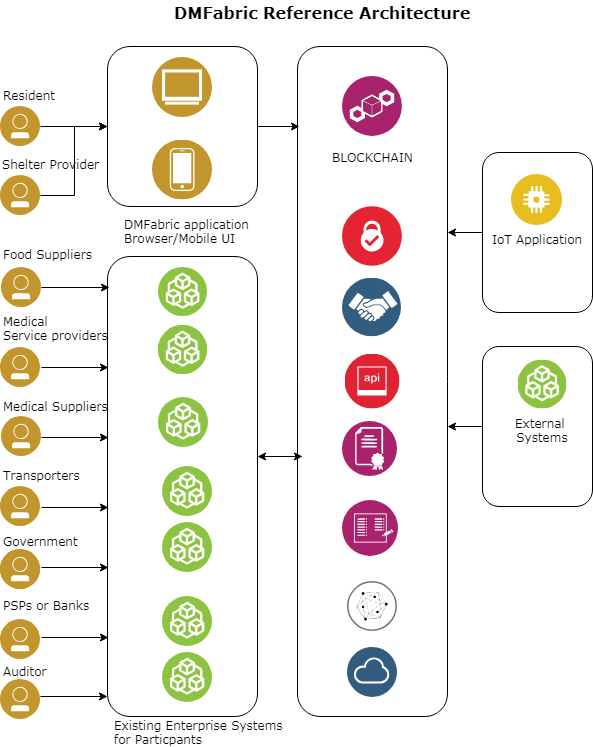 DMFabric Reference Architecture
Resident
Shelter Provider
DMFabric application
Browser/Mobile UI
BLOCKCHAIN
IoT Application
Food Suppliers
Medical
Service providers
Medical Suppliers
api
External
Systems
Transporters
Government
PSPs or Banks
Auditor
Existing Enterprise Systems
for Particpants